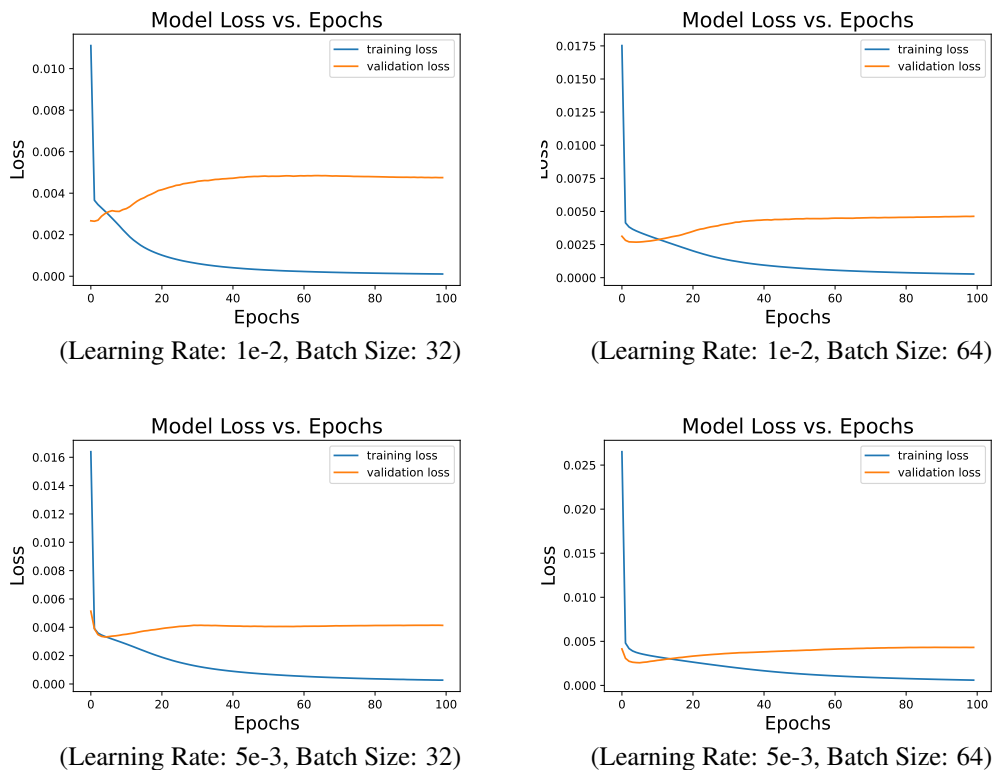 Model Loss vs. Epochs
training loss
validation loss
0.010
0.008
0.006
0.004
0.002
0.000
Loss
0 20 40 60 80 100
Epochs
(Learning Rate: 1e-2, Batch Size: 32)
Model Loss vs. Epochs
training loss
validation loss
0.0175
0.0150
0.0125
0.0100
0.0075
0.0050
0.0025
0.0000
Loss
0 20 40 60 80 100
Epochs
(Learning Rate: 1e-2, Batch Size: 64)
Model Loss vs. Epochs
training loss
validation loss
0.016
0.014
0.012
0.010
0.008
0.006
0.004
0.002
0.000
Loss
0 20 40 60 80 100
Epochs
(Learning Rate: 5e-3, Batch Size: 32)
Model Loss vs. Epochs
training loss
validation loss
0.025
0.020
0.015
0.010
0.005
0.000
Loss
0 20 40 60 80 100
Epochs
(Learning Rate: 5e-3, Batch Size: 64)